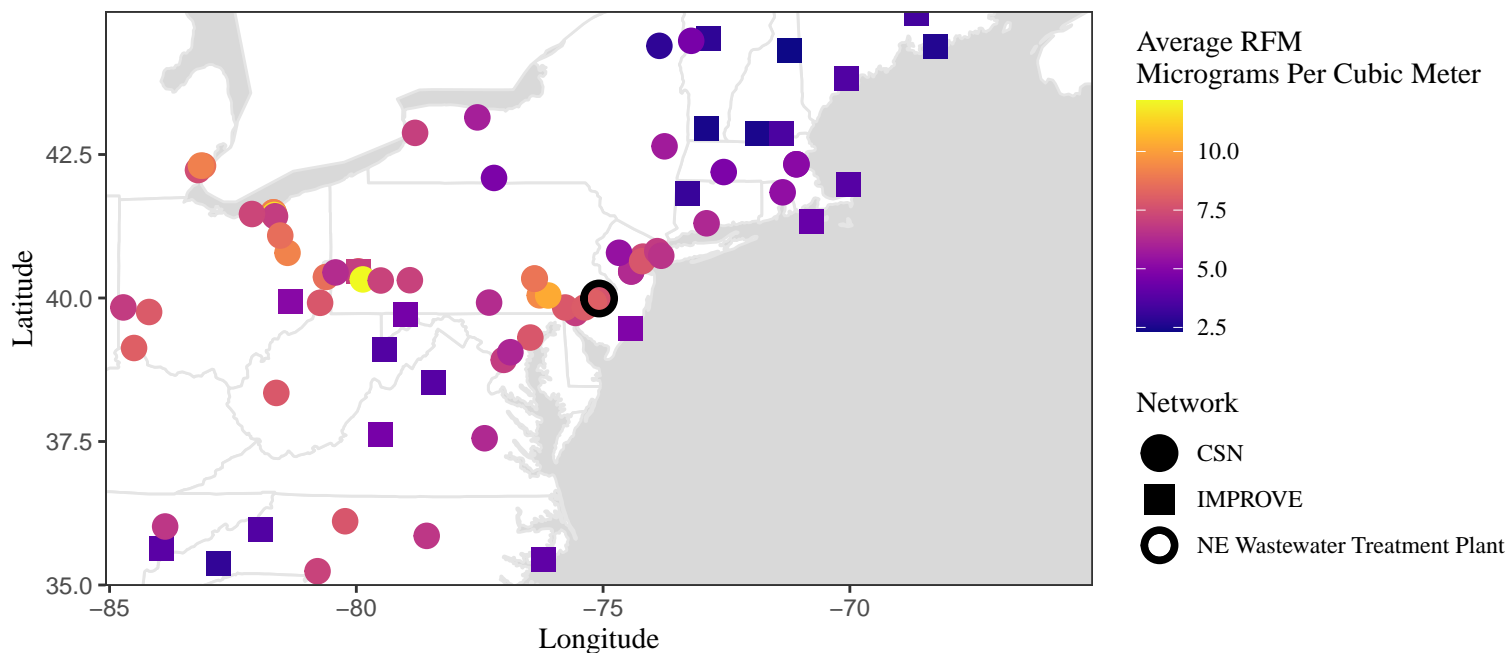 Average RFM
Micrograms Per Cubic Meter
10.0
7.5
5.0
2.5
Network
CSN
IMPROVE
NE Wastewater Treatment Plant
Latitude
42.5
40.0
37.5
35.0
−85
−80
−75
−70
Longitude